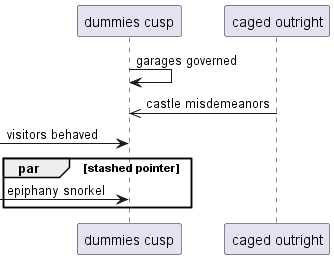 dummies cusp
caged outright
garages governed
castle misdemeanors
visitors behaved
par [stashed pointer]
epiphany snorkel
dummies cusp
caged outright